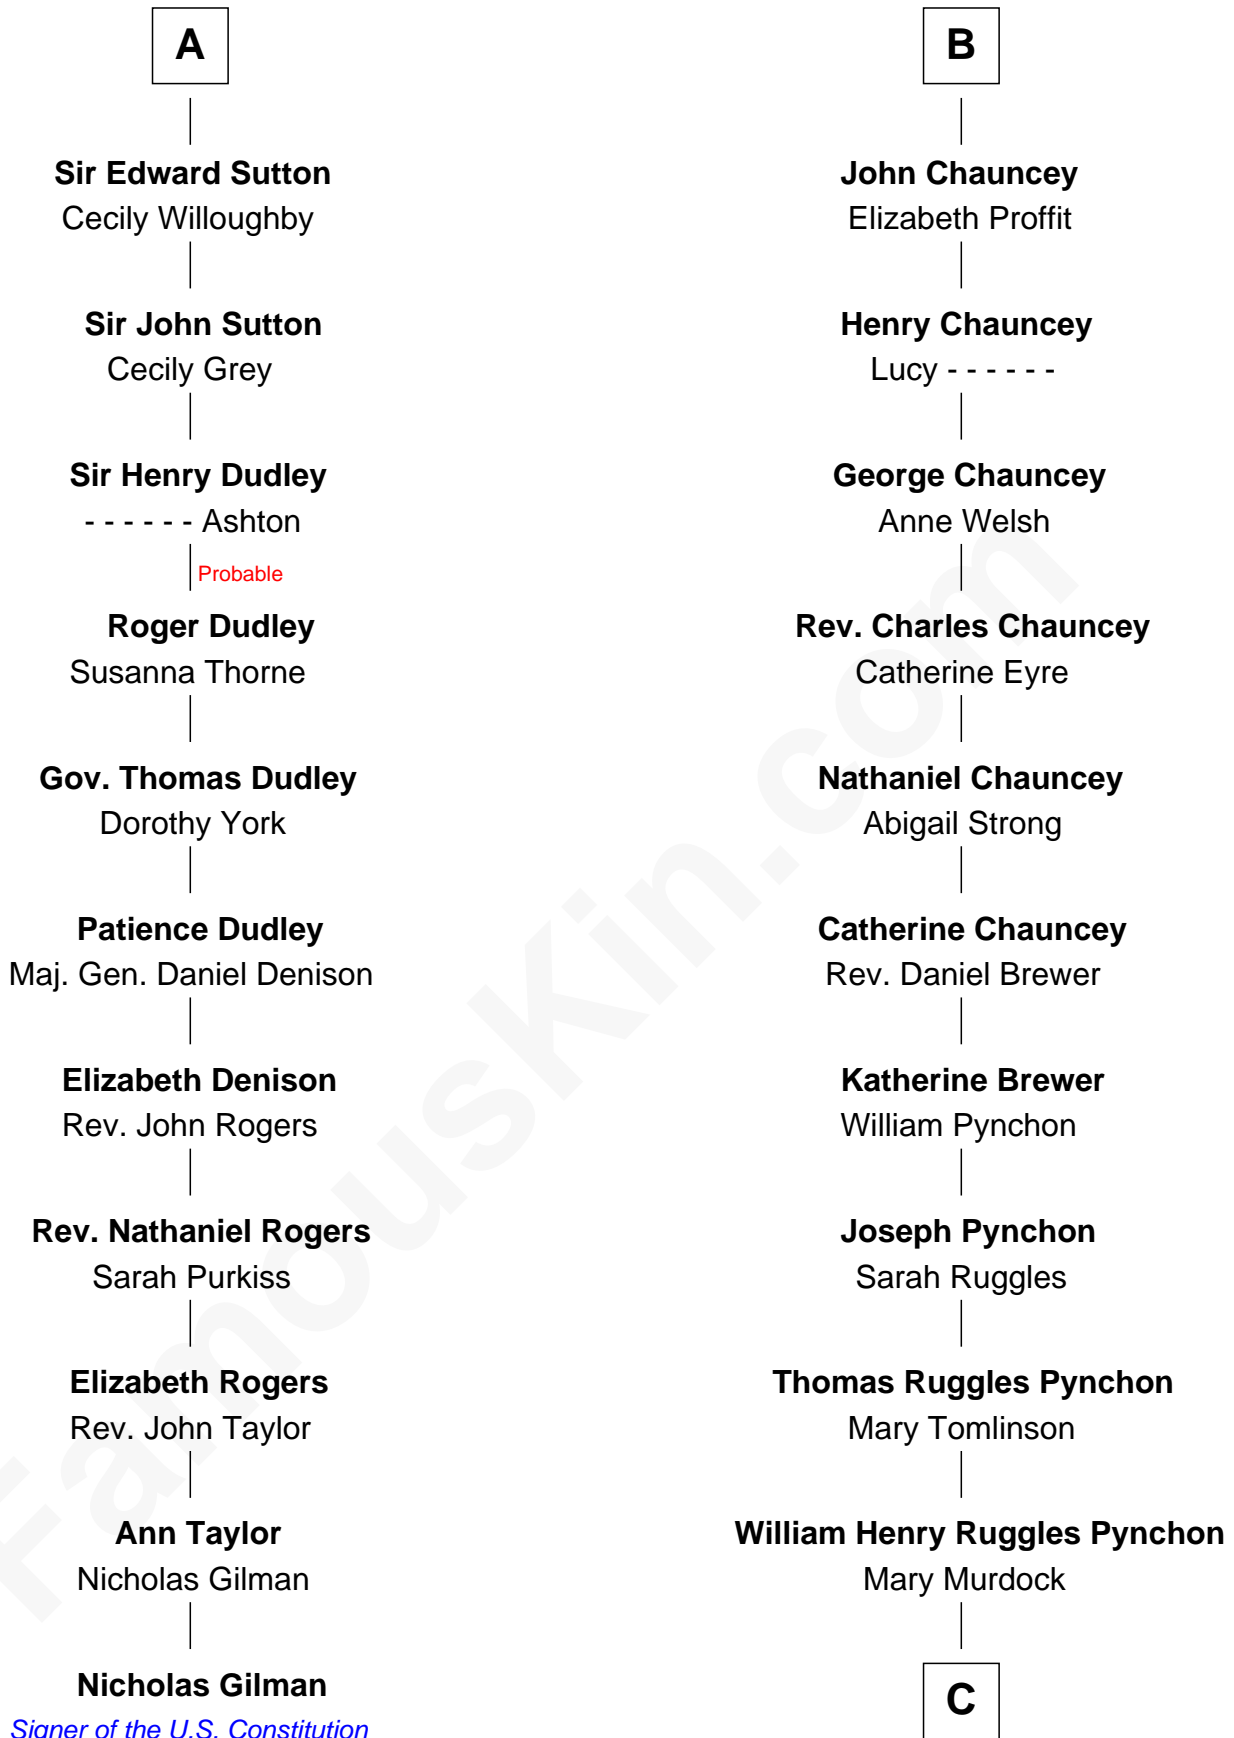 A
Sir Edward Sutton
Cecily Willoughby
Sir John Sutton
Cecily Grey
Sir Henry Dudley
- - - - - - Ashton
Probable
Roger Dudley
Susanna Thorne
Gov. Thomas Dudley
Dorothy York
Patience Dudley
Maj. Gen. Daniel Denison
Elizabeth Denison
Rev. John Rogers
Rev. Nathaniel Rogers
Sarah Purkiss
Elizabeth Rogers
Rev. John Taylor
Ann Taylor
Nicholas Gilman
Nicholas Gilman
Signer of the U.S. Constitution
B
John Chauncey
Elizabeth Proffit
Henry Chauncey
Lucy - - - - - -
George Chauncey
Anne Welsh
Rev. Charles Chauncey
Catherine Eyre
Nathaniel Chauncey
Abigail Strong
Catherine Chauncey
Rev. Daniel Brewer
Katherine Brewer
William Pynchon
Joseph Pynchon
Sarah Ruggles
Thomas Ruggles Pynchon
Mary Tomlinson
William Henry Ruggles Pynchon
Mary Murdock
C
FamousKin.com